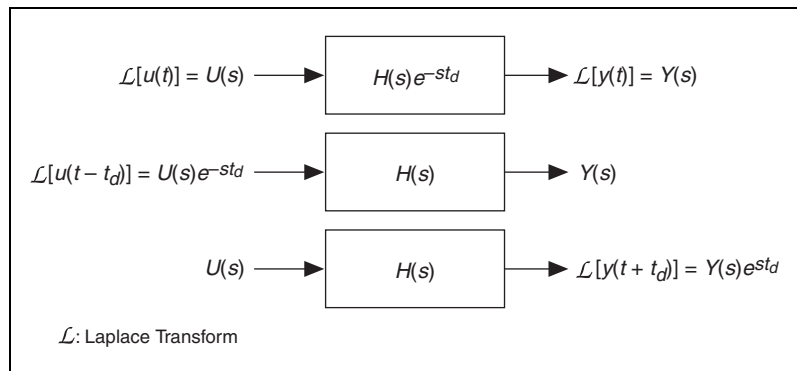 ℒ[u(t)] = U(s) H(s)e^–st_d ℒ[y(t)] = Y(s)
ℒ[u(t – t_d)] = U(s)e^–st_d H(s) Y(s)
U(s) H(s) ℒ[y(t + t_d)] = Y(s)e^st_d
ℒ: Laplace Transform